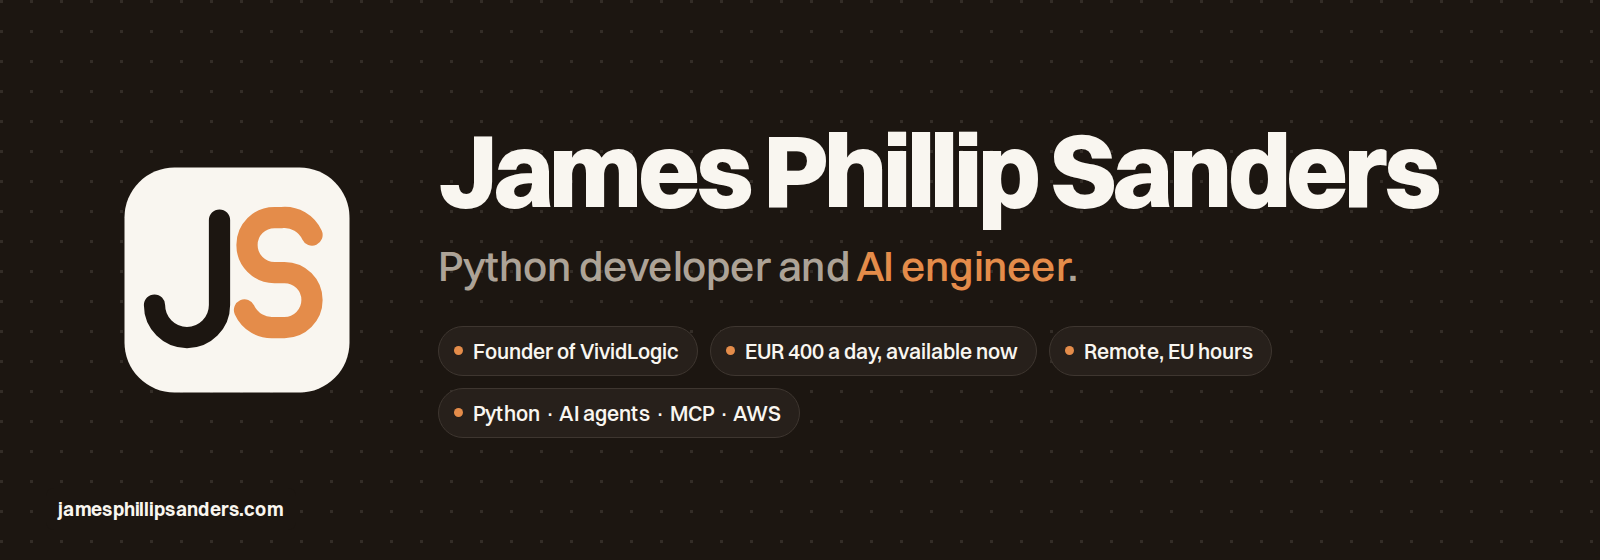 JS
James Phillip Sanders
Python developer and AI engineer.
Founder of VividLogic
EUR 400 a day, available now
Remote, EU hours
Python · AI agents · MCP · AWS
jamesphillipsanders.com